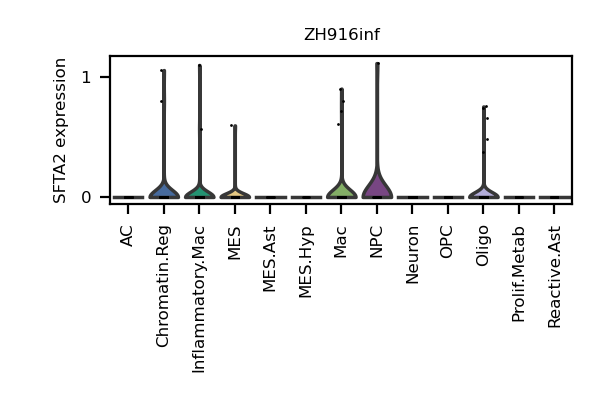 ZH916inf
SFTA2 expression
1
0
AC
Chromatin.Reg
Inflammatory.Mac
MES
MES.Ast
MES.Hyp
Mac
NPC
Neuron
OPC
Oligo
Prolif.Metab
Reactive.Ast